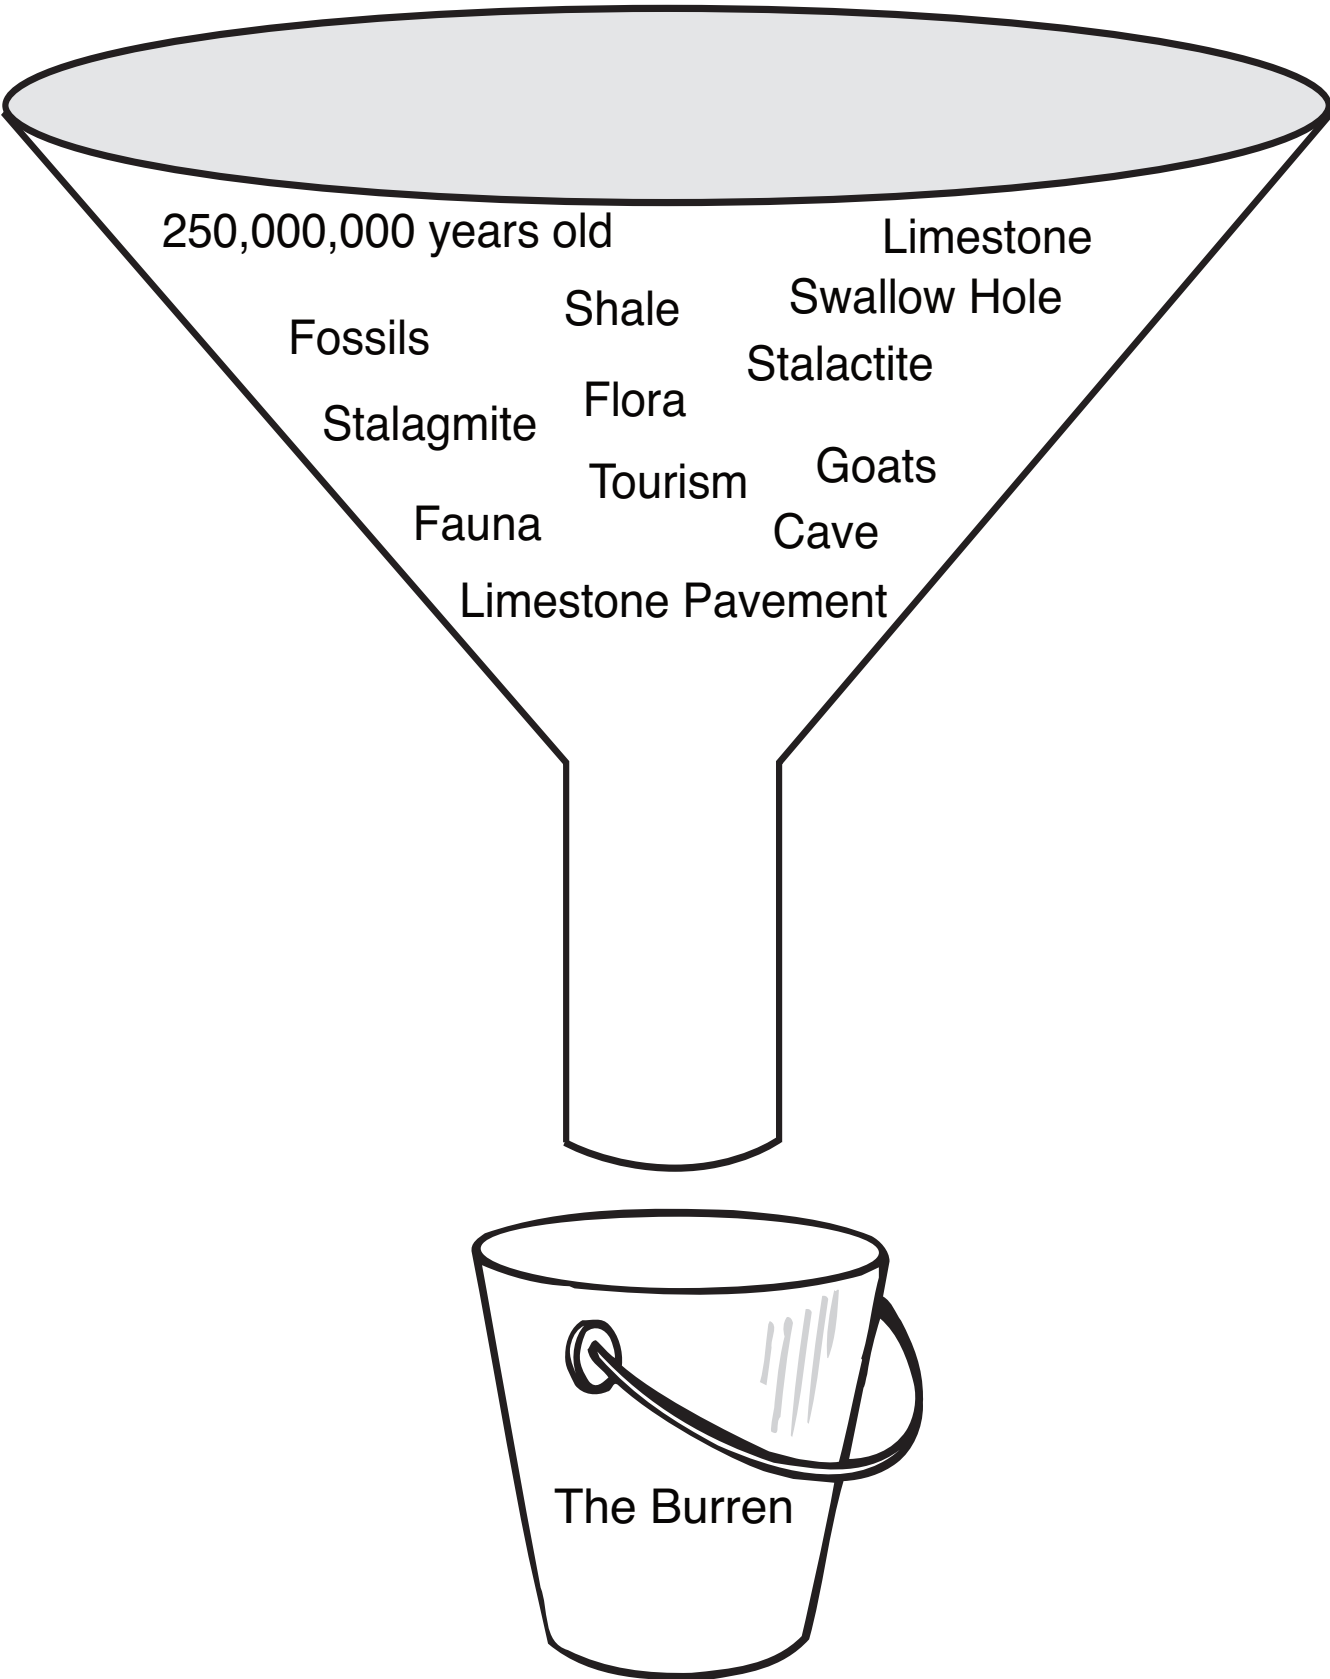 250,000,000 years old
Limestone
Shale
Swallow Hole
Fossils
Stalactite
Flora
Stalagmite
Goats
Tourism
Fauna
Cave
Limestone Pavement
The Burren